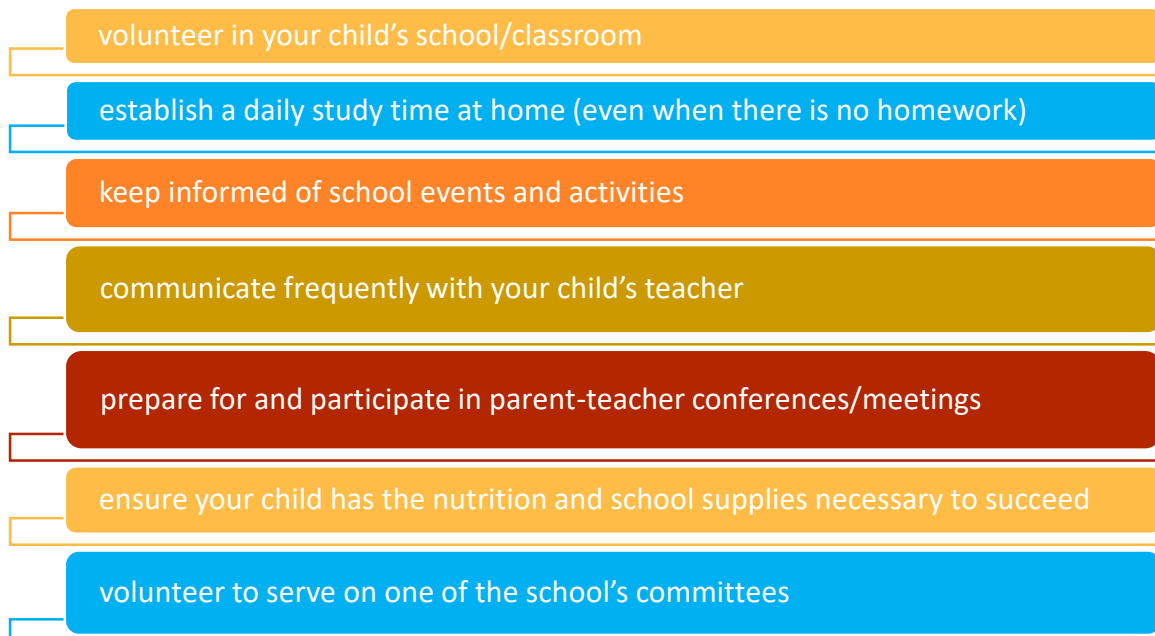 volunteer in your child’s school/classroom
establish a daily study time at home (even when there is no homework)
keep informed of school events and activities
communicate frequently with your child’s teacher
prepare for and participate in parent-teacher conferences/meetings
ensure your child has the nutrition and school supplies necessary to succeed
volunteer to serve on one of the school’s committees